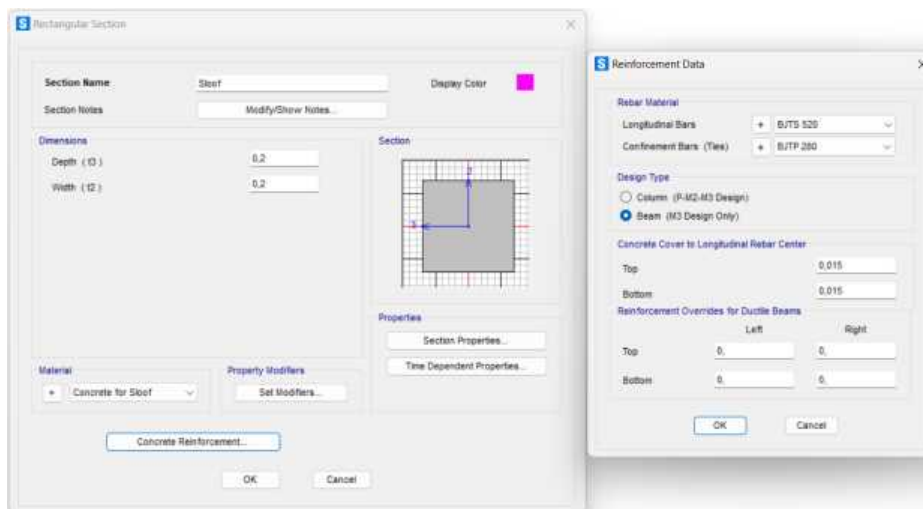 S Rectangular Section
Section Name Sloof Display Color
Section Notes Modify/Show Notes...
Dimensions
Depth ( t3 ) 0,2
Width ( t2 ) 0,2
Section
2
3
Properties
Section Properties...
Time Dependent Properties...
Material
+ Concrete for Sloof
Property Modifiers
Set Modifiers...
Concrete Reinforcement...
OK Cancel
S Reinforcement Data
Rebar Material
Longitudinal Bars + BJTS 520
Confinement Bars (Ties) + BJTP 280
Design Type
Column (P-M2-M3 Design)
Beam (M3 Design Only)
Concrete Cover to Longitudinal Rebar Center
Top 0,015
Bottom 0,015
Reinforcement Overrides for Ductile Beams
Left Right
Top 0, 0,
Bottom 0, 0,
OK Cancel